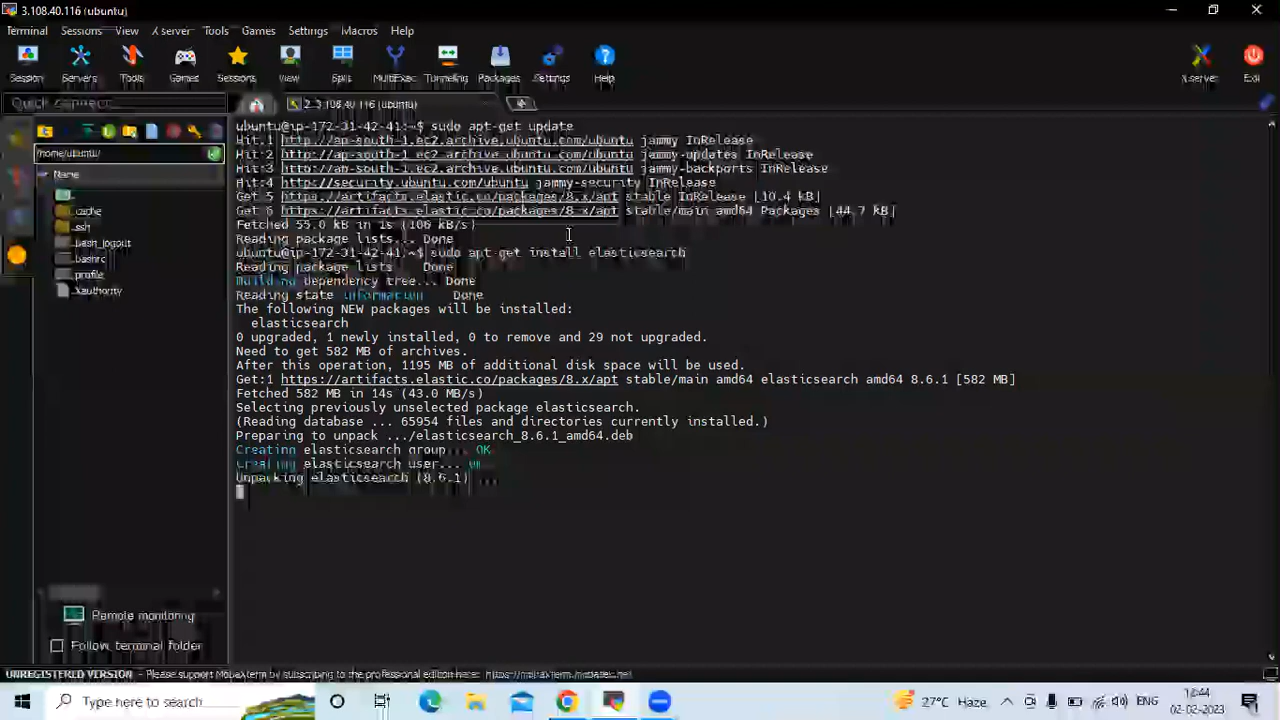 3.108.40.116 (ubuntu)
Terminal Sessions View X server Tools Games Settings Macros Help
Session Servers Tools Games Sessions View Split MultiExec Tunneling Packages Settings Help
X server Exit
Quick connect...
2. 3.108.40.116 (ubuntu)
/home/ubuntu/
Name
..
.cache
.ssh
.bash_logout
.bashrc
.profile
.Xauthority
Remote monitoring
Follow terminal folder
ubuntu@ip-172-31-42-41:~$ sudo apt-get update
Hit:1 http://ap-south-1.ec2.archive.ubuntu.com/ubuntu jammy InRelease
Hit:2 http://ap-south-1.ec2.archive.ubuntu.com/ubuntu jammy-updates InRelease
Hit:3 http://ap-south-1.ec2.archive.ubuntu.com/ubuntu jammy-backports InRelease
Hit:4 http://security.ubuntu.com/ubuntu jammy-security InRelease
Get:5 https://artifacts.elastic.co/packages/8.x/apt stable InRelease [10.4 kB]
Get:6 https://artifacts.elastic.co/packages/8.x/apt stable/main amd64 Packages [44.7 kB]
Fetched 55.0 kB in 1s (106 kB/s)
Reading package lists... Done
ubuntu@ip-172-31-42-41:~$ sudo apt-get install elasticsearch
Reading package lists... Done
Building dependency tree... Done
Reading state information... Done
The following NEW packages will be installed:
elasticsearch
0 upgraded, 1 newly installed, 0 to remove and 29 not upgraded.
Need to get 582 MB of archives.
After this operation, 1195 MB of additional disk space will be used.
Get:1 https://artifacts.elastic.co/packages/8.x/apt stable/main amd64 elasticsearch amd64 8.6.1 [582 MB]
Fetched 582 MB in 14s (43.0 MB/s)
Selecting previously unselected package elasticsearch.
(Reading database ... 65954 files and directories currently installed.)
Preparing to unpack .../elasticsearch_8.6.1_amd64.deb
Creating elasticsearch group... OK
Creating elasticsearch user... OK
Unpacking elasticsearch (8.6.1)
UNREGISTERED VERSION - Please support MobaXterm by subscribing to the professional edition here: https://mobaxterm.mobatek.net
Type here to search
27°C Haze
ENG
12:44
02-02-2023